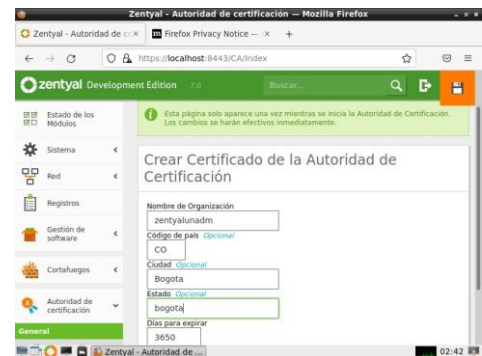 Zentyal - Autoridad de certificación — Mozilla Firefox
Zentyal - Autoridad de c
Firefox Privacy Notice —
https://localhost:8443/CA/Index
zentyal Development Edition 7.0
Buscar...
Estado de los
Módulos
Sistema
Red
Registros
Gestión de
software
Cortafuegos
Autoridad de
certificación
General
Esta página solo aparece una vez mientras se inicia la Autoridad de Certificación.
Los cambios se harán efectivos inmediatamente.
Crear Certificado de la Autoridad de
Certificación
Nombre de Organización
zentyalunadm
Código de país Opcional
CO
Ciudad Opcional
Bogota
Estado Opcional
bogota
Días para expirar
3650
Zentyal - Autoridad de ...
02:42